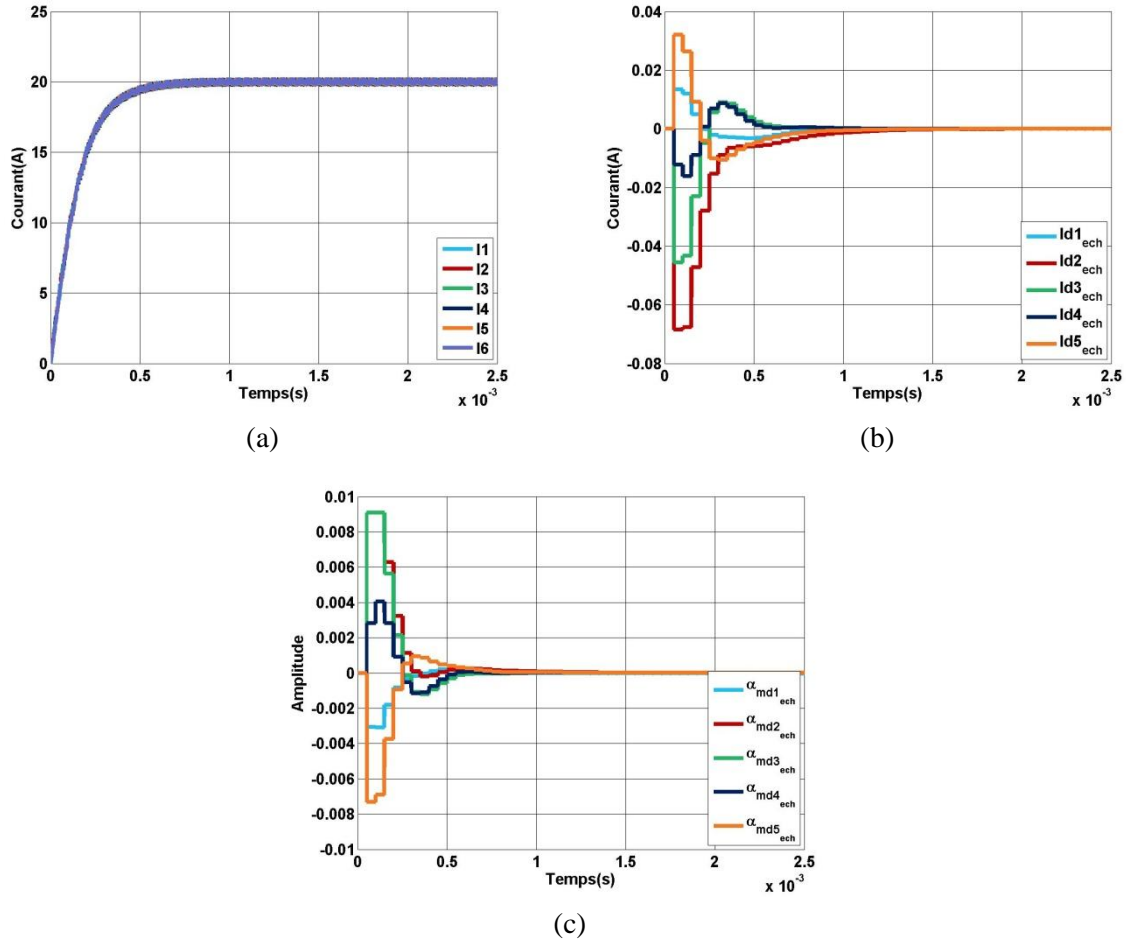 25
20
15
10
5
0
Courant(A)
0
0.5
1
1.5
2
2.5
x 10⁻³
Temps(s)
I1
I2
I3
I4
I5
I6
(a)
0.04
0.02
0
-0.02
-0.04
-0.06
-0.08
Courant(A)
0
0.5
1
1.5
2
2.5
x 10⁻³
Temps(s)
Id1ech
Id2ech
Id3ech
Id4ech
Id5ech
(b)
0.01
0.008
0.006
0.004
0.002
0
-0.002
-0.004
-0.006
-0.008
-0.01
Amplitude
0
0.5
1
1.5
2
2.5
x 10⁻³
Temps(s)
αmd1ech
αmd2ech
αmd3ech
αmd4ech
αmd5ech
(c)